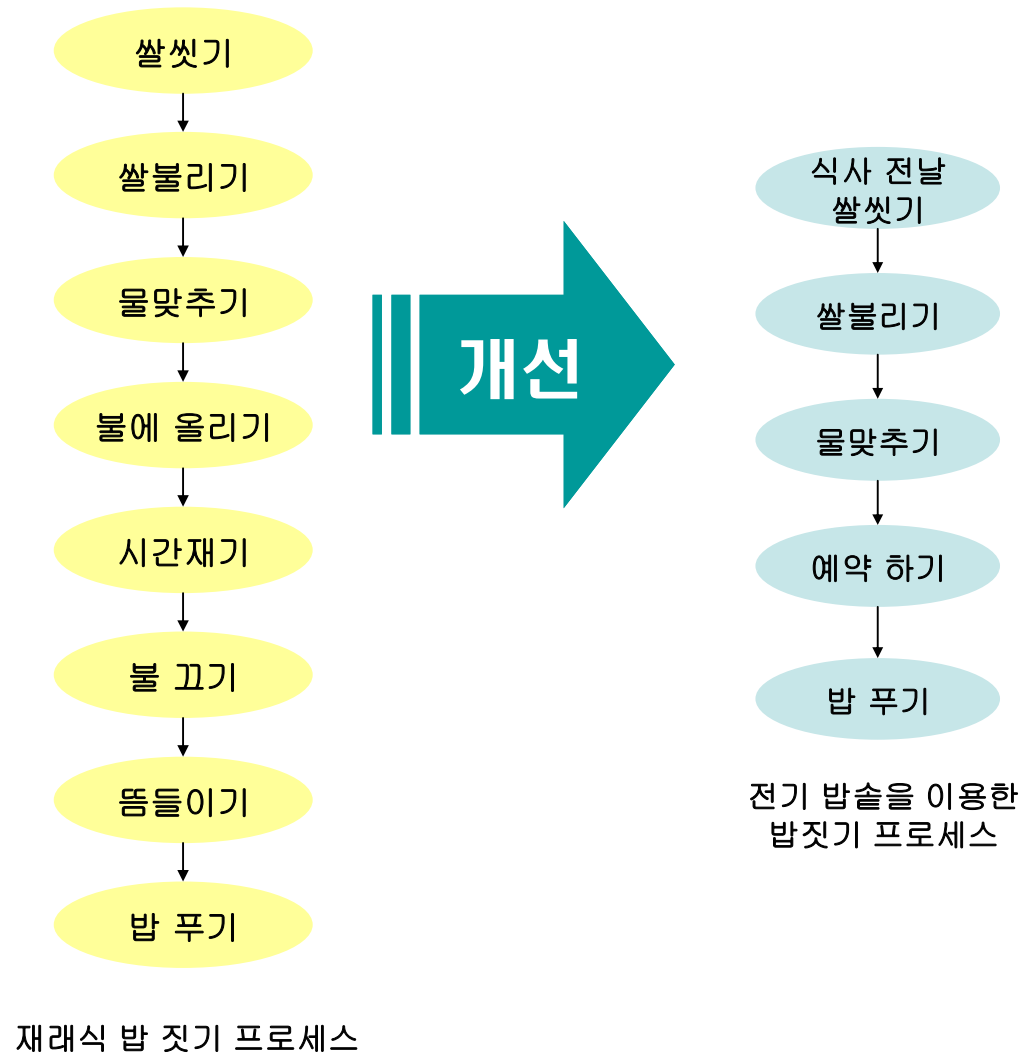 쌀씻기
쌀불리기
물맞추기
불에 올리기
시간재기
불 끄기
뜸들이기
밥 푸기
재래식 밥 짓기 프로세스
개선
식사 전날
쌀씻기
쌀불리기
물맞추기
예약 하기
밥 푸기
전기 밥솥을 이용한
밥짓기 프로세스